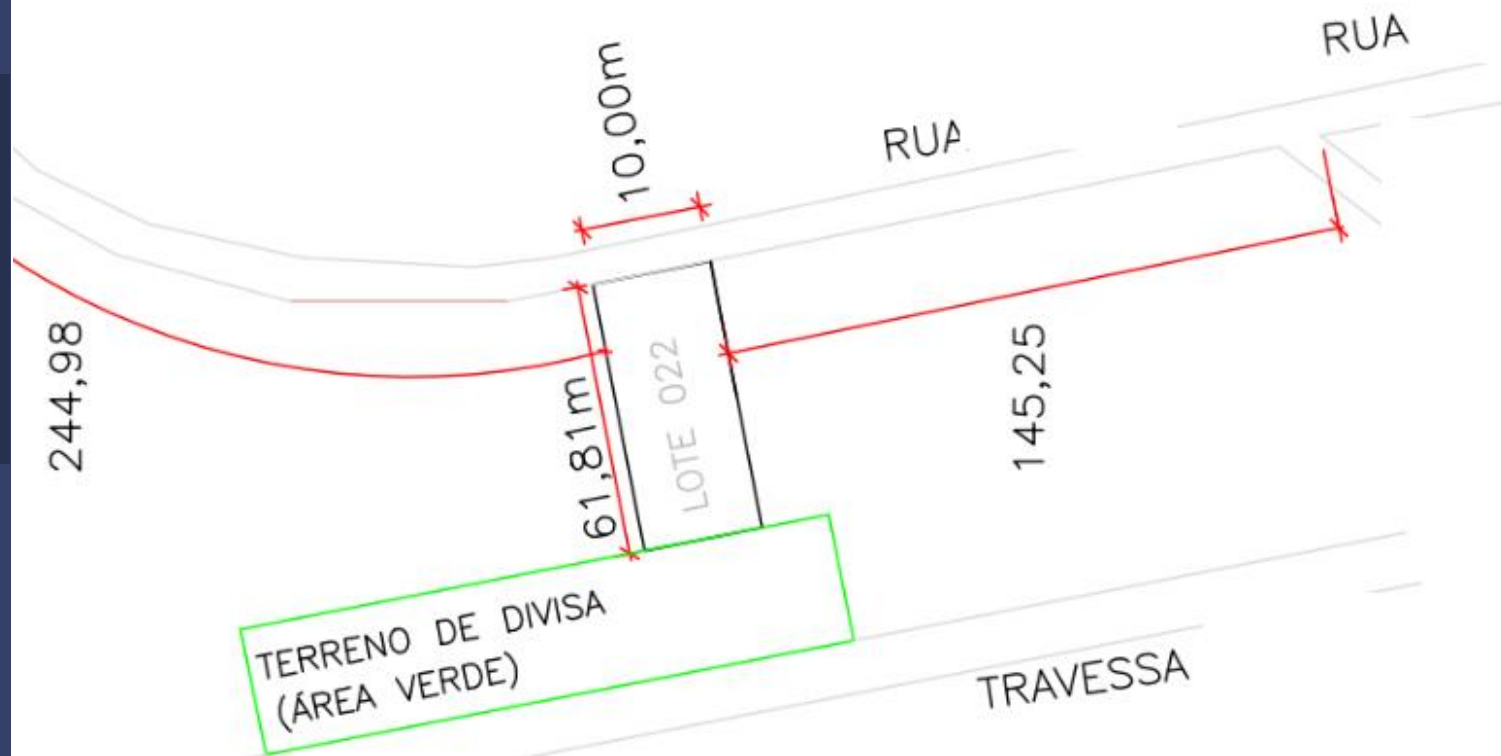 RUA
10,00m
RUA
244,98
61,81m
LOTE 022
145,25
TERRENO DE DIVISA
(ÁREA VERDE)
TRAVESSA